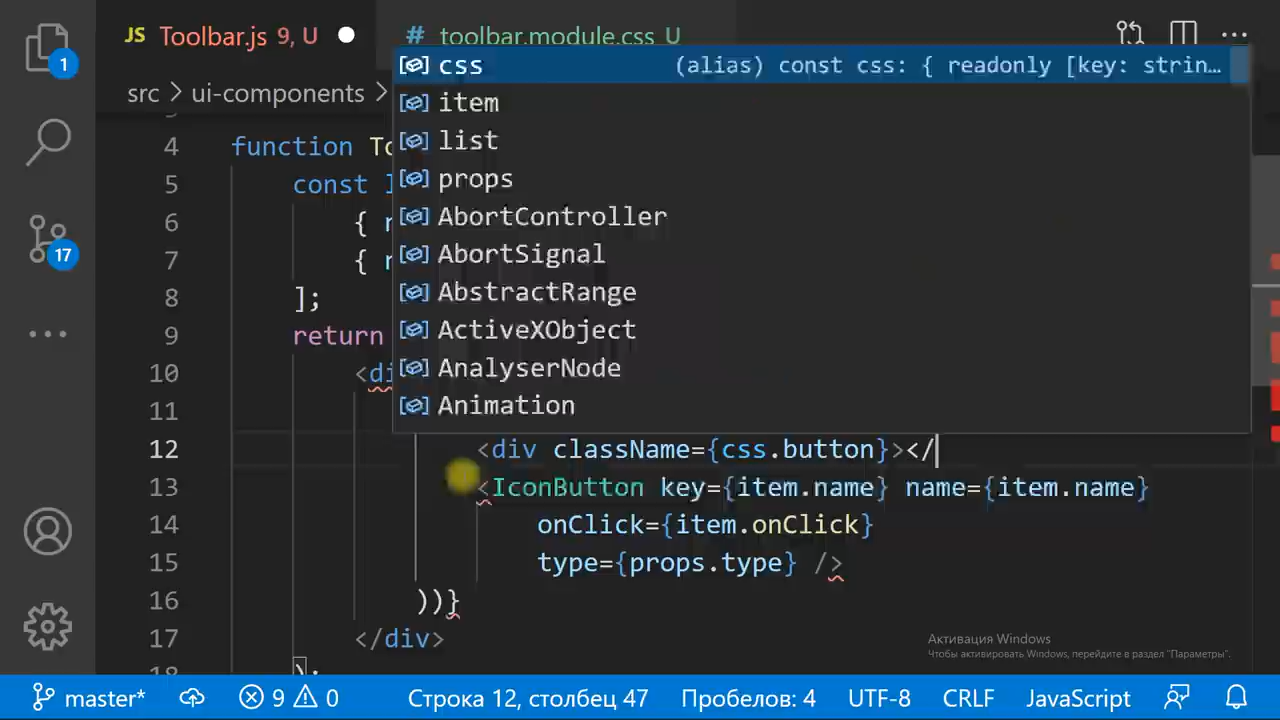 JS Toolbar.js 9, U
# toolbar.module.css U
src > ui-components >
css (alias) const css: { readonly [key: strin…
item
list
props
AbortController
AbortSignal
AbstractRange
ActiveXObject
AnalyserNode
Animation
4 function To
5 const l
6 { r
7 { r
8 ];
9 return
10 <di
11
12 <div className={css.button}></
13 <IconButton key={item.name} name={item.name}
14 onClick={item.onClick}
15 type={props.type} />
16 ))}
17 </div>
18 );
1
17
Активация Windows
Чтобы активировать Windows, перейдите в раздел "Параметры".
master* 9 0 Строка 12, столбец 47 Пробелов: 4 UTF-8 CRLF JavaScript